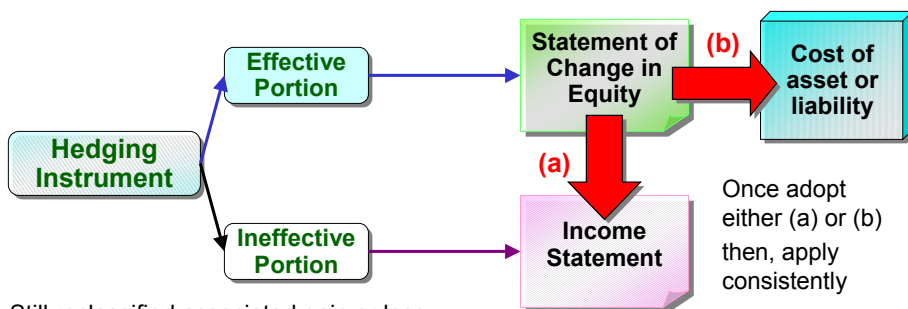 Hedging
Instrument
Effective
Portion
Ineffective
Portion
Statement of
Change in
Equity
(b)
Cost of
asset or
liability
(a)
Income
Statement
Once adopt
either (a) or (b)
then, apply
consistently